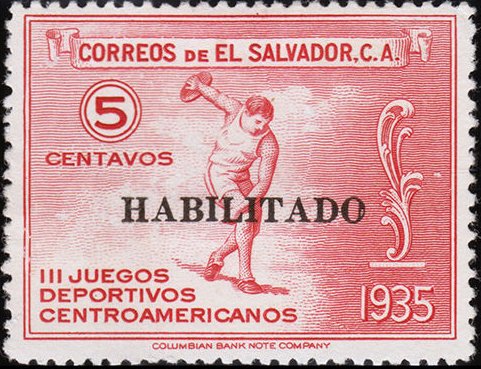 CORREOS DE EL SALVADOR, C.A.
5
CENTAVOS
HABILITADO
III JUEGOS
DEPORTIVOS
CENTROAMERICANOS
1935
COLUMBIAN BANK NOTE COMPANY